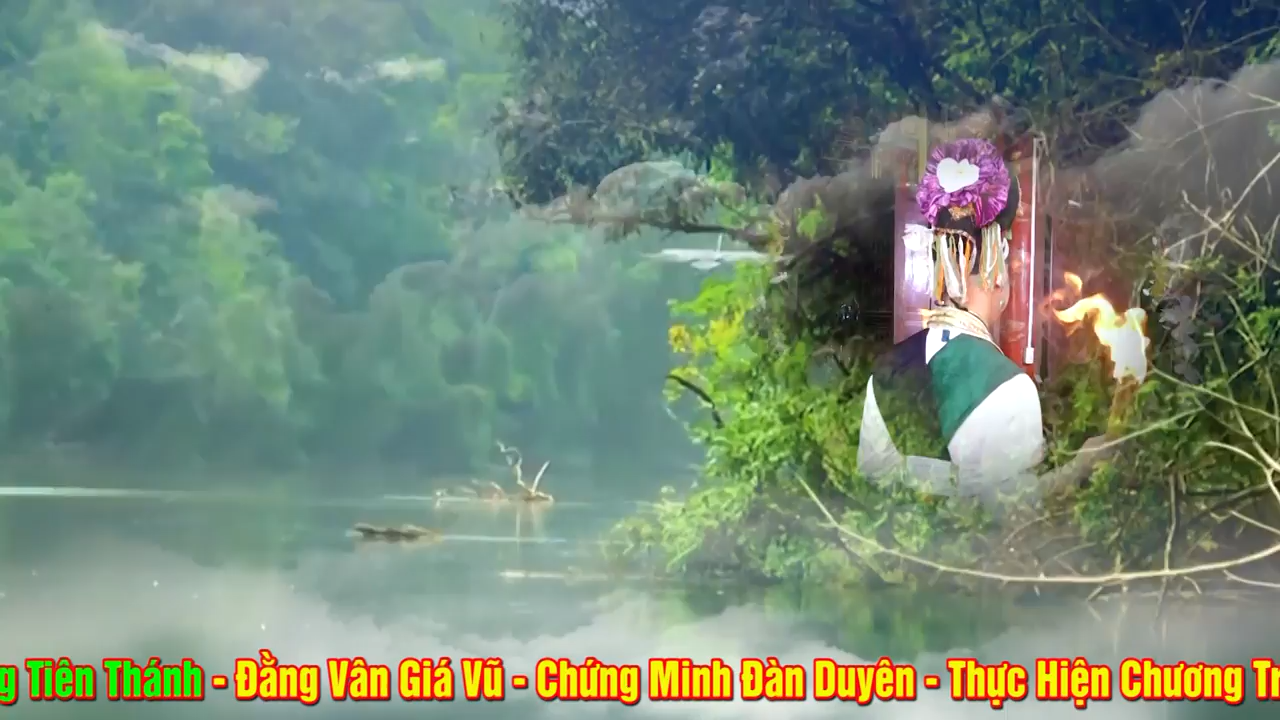 Tiên Thánh - Đằng Vân Giá Vũ - Chứng Minh Đàn Duyên - Thực Hiện Chương